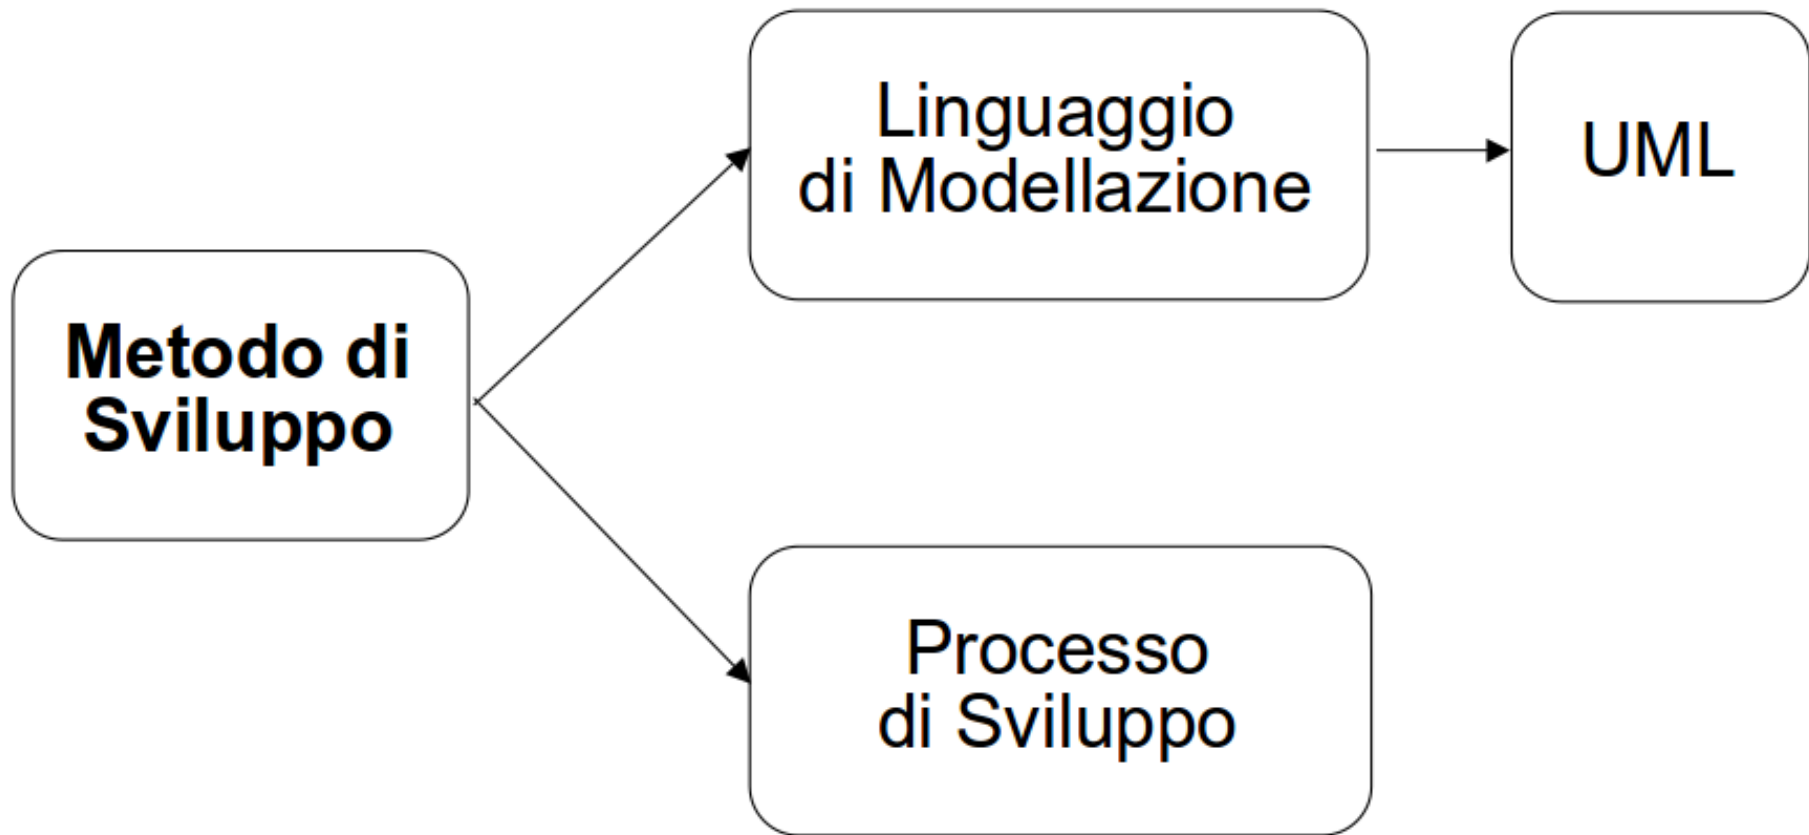 Metodo di
Sviluppo
Linguaggio
di Modellazione
UML
Processo
di Sviluppo